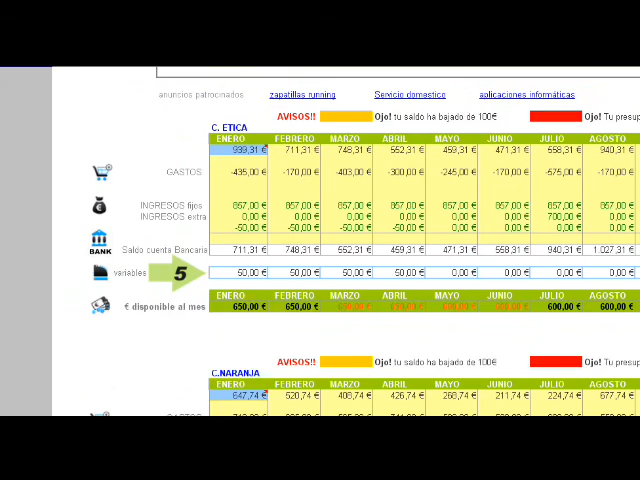 anuncios patrocinados zapatillas running Servicio domestico aplicaciones informáticas
AVISOS!! Ojo! tu saldo ha bajado de 100€ Ojo! Tu presup
C. ETICA
ENERO FEBRERO MARZO ABRIL MAYO JUNIO JULIO AGOSTO
939,31 € 711,31 € 748,31 € 552,31 € 459,31 € 471,31 € 558,31 € 940,31 €
GASTOS -435,00 € -170,00 € -403,00 € -300,00 € -245,00 € -170,00 € -575,00 € -170,00 €
INGRESOS fijos 857,00 € 857,00 € 857,00 € 857,00 € 857,00 € 857,00 € 857,00 € 857,00 €
INGRESOS extra 0,00 € 0,00 € 0,00 € 0,00 € 0,00 € 0,00 € 700,00 € 0,00 €
-50,00 € -50,00 € -50,00 € -50,00 € 0,00 € 0,00 € 0,00 € 0,00 €
BANK
Saldo cuenta Bancaria 711,31 € 748,31 € 552,31 € 459,31 € 471,31 € 558,31 € 940,31 € 1.027,31 €
variables 5 50,00 € 50,00 € 50,00 € 50,00 € 0,00 € 0,00 € 0,00 € 0,00 €
ENERO FEBRERO MARZO ABRIL MAYO JUNIO JULIO AGOSTO
€ disponible al mes 650,00 € 650,00 € 600,00 € 600,00 €
AVISOS!! Ojo! tu saldo ha bajado de 100€ Ojo! Tu presup
C.NARANJA
ENERO FEBRERO MARZO ABRIL MAYO JUNIO JULIO AGOSTO
647,74 € 520,74 € 408,74 € 426,74 € 268,74 € 211,74 € 224,74 € 677,74 €